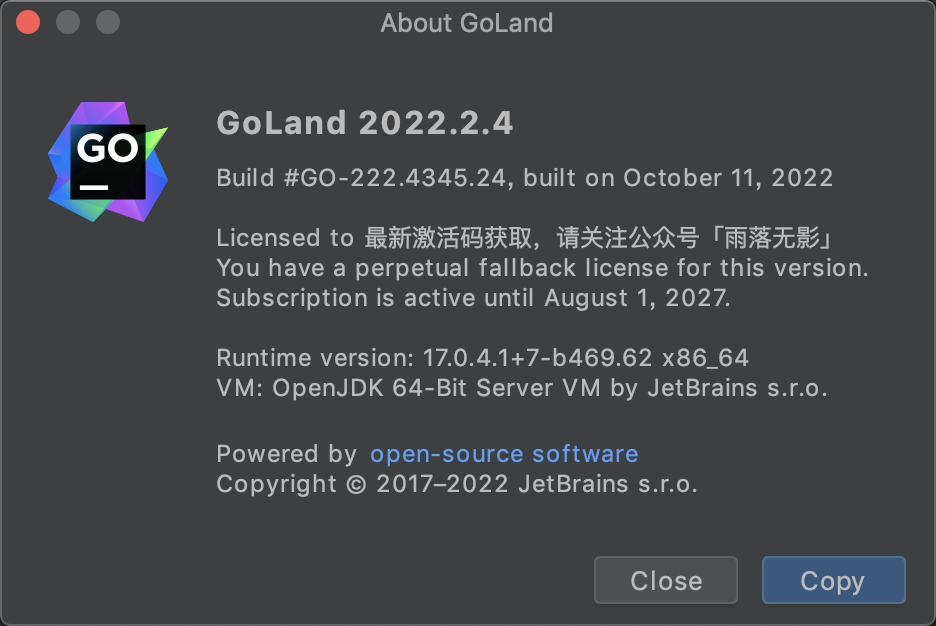 About GoLand
GO
GoLand 2022.2.4
Build #GO-222.4345.24, built on October 11, 2022
Licensed to 最新激活码获取，请关注公众号「雨落无影」
You have a perpetual fallback license for this version.
Subscription is active until August 1, 2027.
Runtime version: 17.0.4.1+7-b469.62 x86_64
VM: OpenJDK 64-Bit Server VM by JetBrains s.r.o.
Powered by open-source software
Copyright © 2017–2022 JetBrains s.r.o.
Close Copy